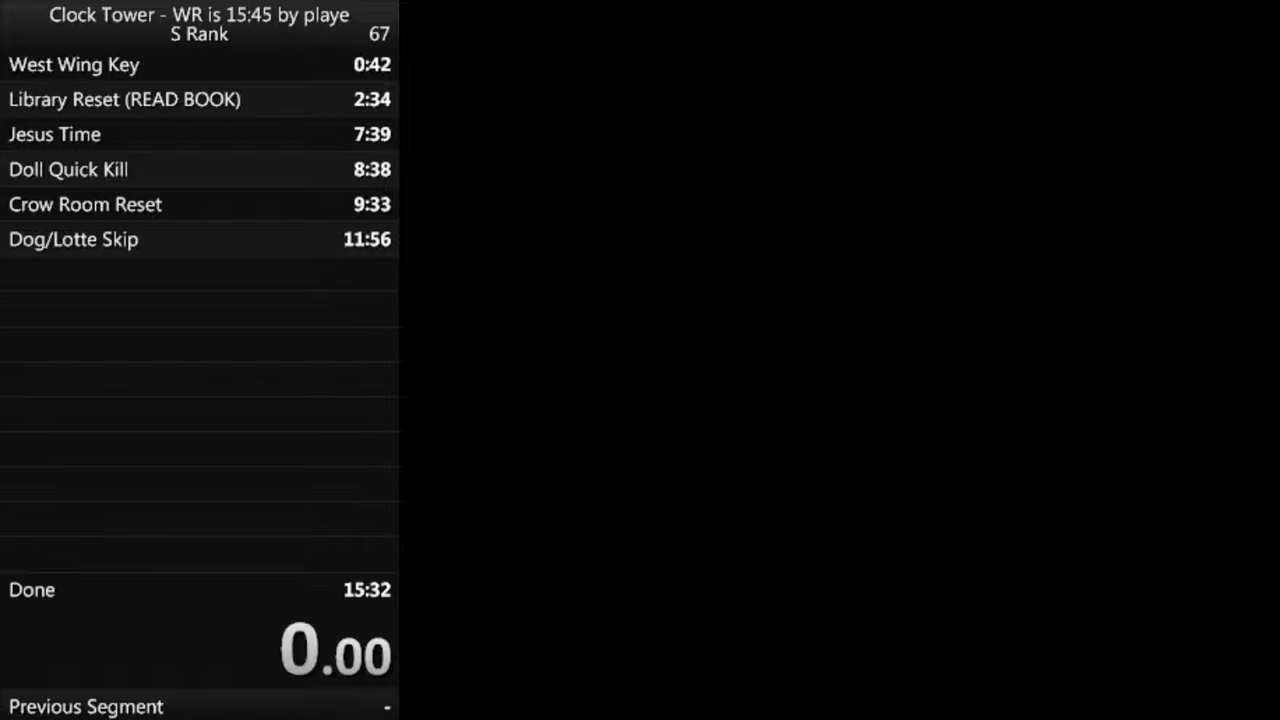 Clock Tower - WR is 15:45 by playe
S Rank 67
West Wing Key 0:42
Library Reset (READ BOOK) 2:34
Jesus Time 7:39
Doll Quick Kill 8:38
Crow Room Reset 9:33
Dog/Lotte Skip 11:56
Done 15:32
0.00
Previous Segment -